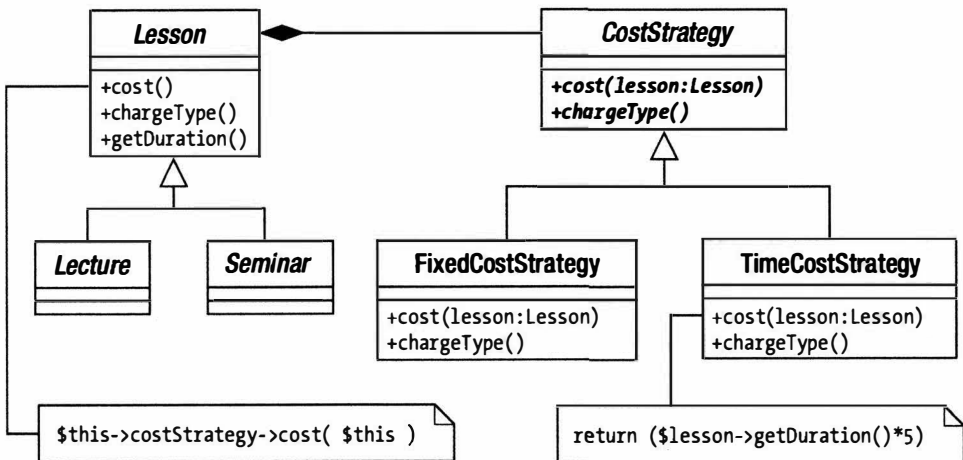 Lesson
+cost()
+chargeType()
+getDuration()
CostStrategy
+cost(lesson:Lesson)
+chargeType()
Lecture
Seminar
FixedCostStrategy
+cost(lesson:Lesson)
+chargeType()
TimeCostStrategy
+cost(lesson:Lesson)
+chargeType()
$this->costStrategy->cost( $this )
return ($lesson->getDuration()*5)